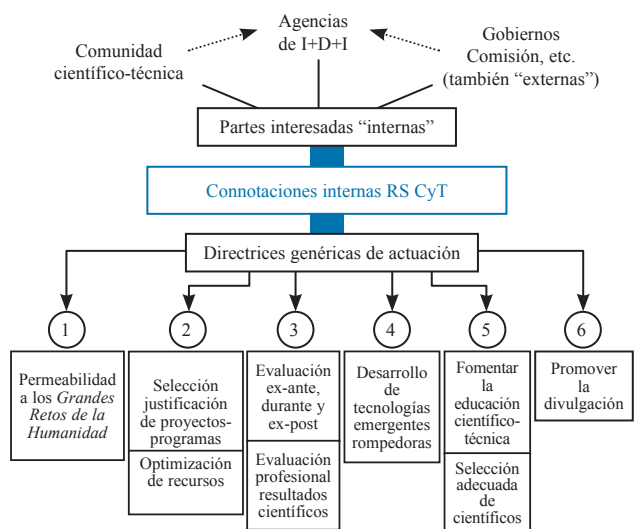 Agencias
de I+D+I
Comunidad
científico-técnica
Gobiernos
Comisión, etc.
(también “externas”)
Partes interesadas “internas”
Connotaciones internas RS CyT
Directrices genéricas de actuación
1
2
3
4
5
6
Permeabilidad
a los Grandes
Retos de la
Humanidad
Selección
justificación
de proyectos-
programas
Optimización
de recursos
Evaluación
ex-ante,
durante y
ex-post
Evaluación
profesional
resultados
científicos
Desarrollo
de
tecnologías
emergentes
rompedoras
Fomentar
la
educación
científico-
técnica
Selección
adecuada
de
científicos
Promover
la
divulgación